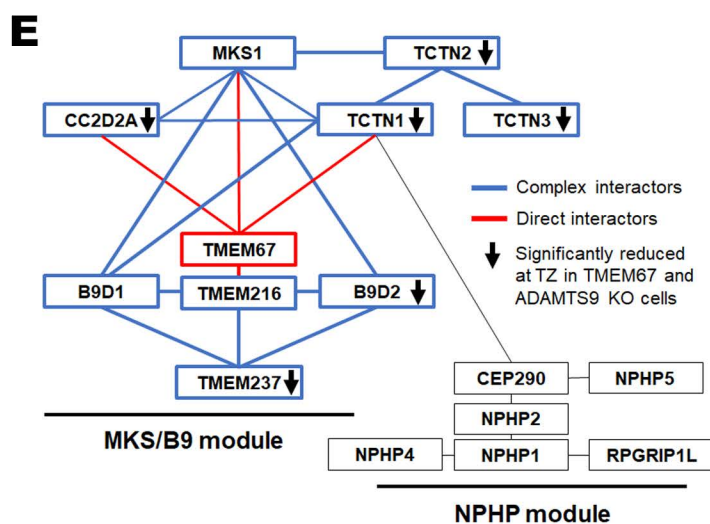 E
MKS1
TCTN2
CC2D2A
TCTN1
TCTN3
Complex interactors
Direct interactors
Significantly reduced
at TZ in TMEM67 and
ADAMTS9 KO cells
TMEM67
B9D1
TMEM216
B9D2
TMEM237
MKS/B9 module
CEP290
NPHP5
NPHP2
NPHP4
NPHP1
RPGRIP1L
NPHP module